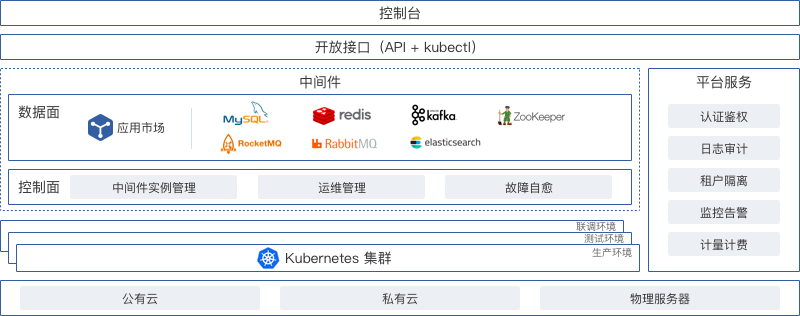 控制台
开放接口（API + kubectl）
中间件
数据面
应用市场
MySQL
redis
kafka
ZooKeeper
RocketMQ
RabbitMQ
elasticsearch
控制面
中间件实例管理
运维管理
故障自愈
平台服务
认证鉴权
日志审计
租户隔离
监控告警
计量计费
联调环境
测试环境
生产环境
Kubernetes 集群
公有云
私有云
物理服务器